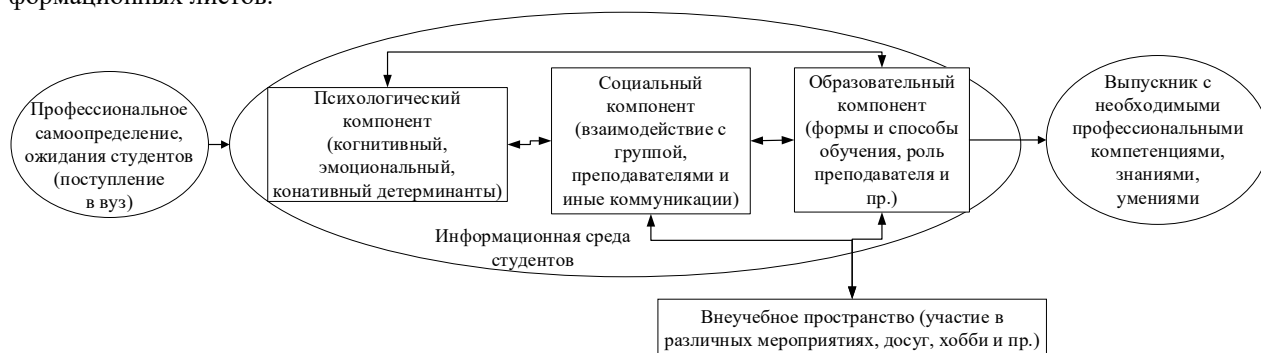 формационных листов.
Профессиональное
самоопределение,
ожидания студентов
(поступление
в вуз)
Психологический
компонент
(когнитивный,
эмоциональный,
конативный детерминанты)
Социальный
компонент
(взаимодействие с
группой,
преподавателями и
иные коммуникации)
Образовательный
компонент
(формы и способы
обучения, роль
преподавателя и
пр.)
Выпускник с
необходимыми
профессиональными
компетенциями,
знаниями,
умениями
Информационная среда
студентов
Внеучебное пространство (участие в
различных мероприятиях, досуг, хобби и пр.)